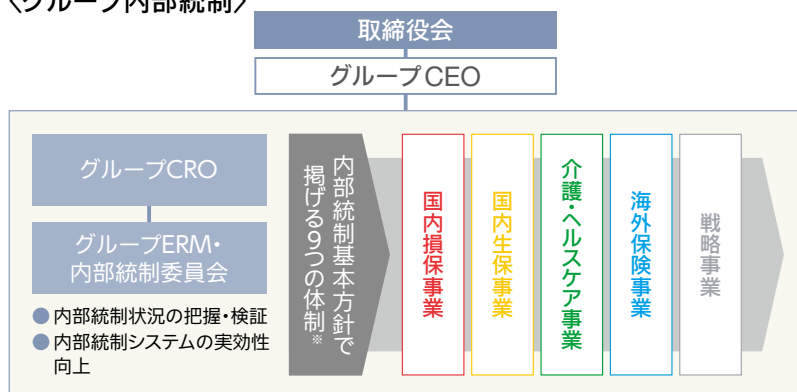 〈グループ内部統制〉
取締役会
グループCEO
グループCRO
グループERM・
内部統制委員会
●内部統制状況の把握・検証
●内部統制システムの実効性
向上
内部統制基本方針で
掲げる9つの体制※
国内損保事業
国内生保事業
介護・ヘルスケア事業
海外保険事業
戦略事業